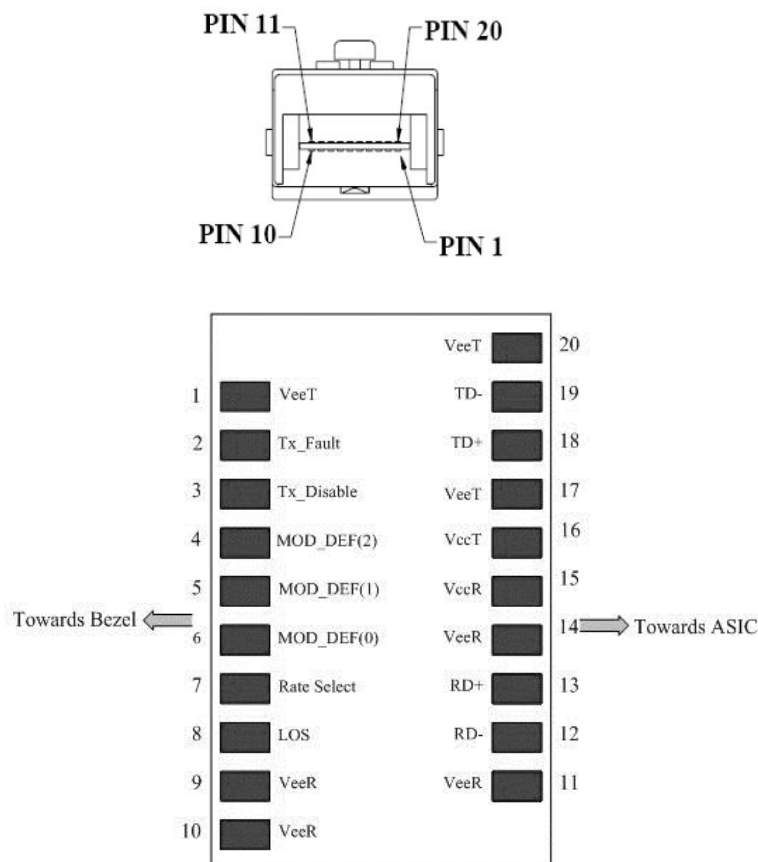 PIN 11
PIN 20
PIN 10
PIN 1
VeeT 20
1 VeeT
TD- 19
2 Tx_Fault
TD+ 18
3 Tx_Disable
VeeT 17
4 MOD_DEF(2)
VccT 16
5 MOD_DEF(1)
VccR 15
Towards Bezel
6 MOD_DEF(0)
VeeR 14
Towards ASIC
7 Rate Select
RD+ 13
8 LOS
RD- 12
9 VeeR
VeeR 11
10 VeeR